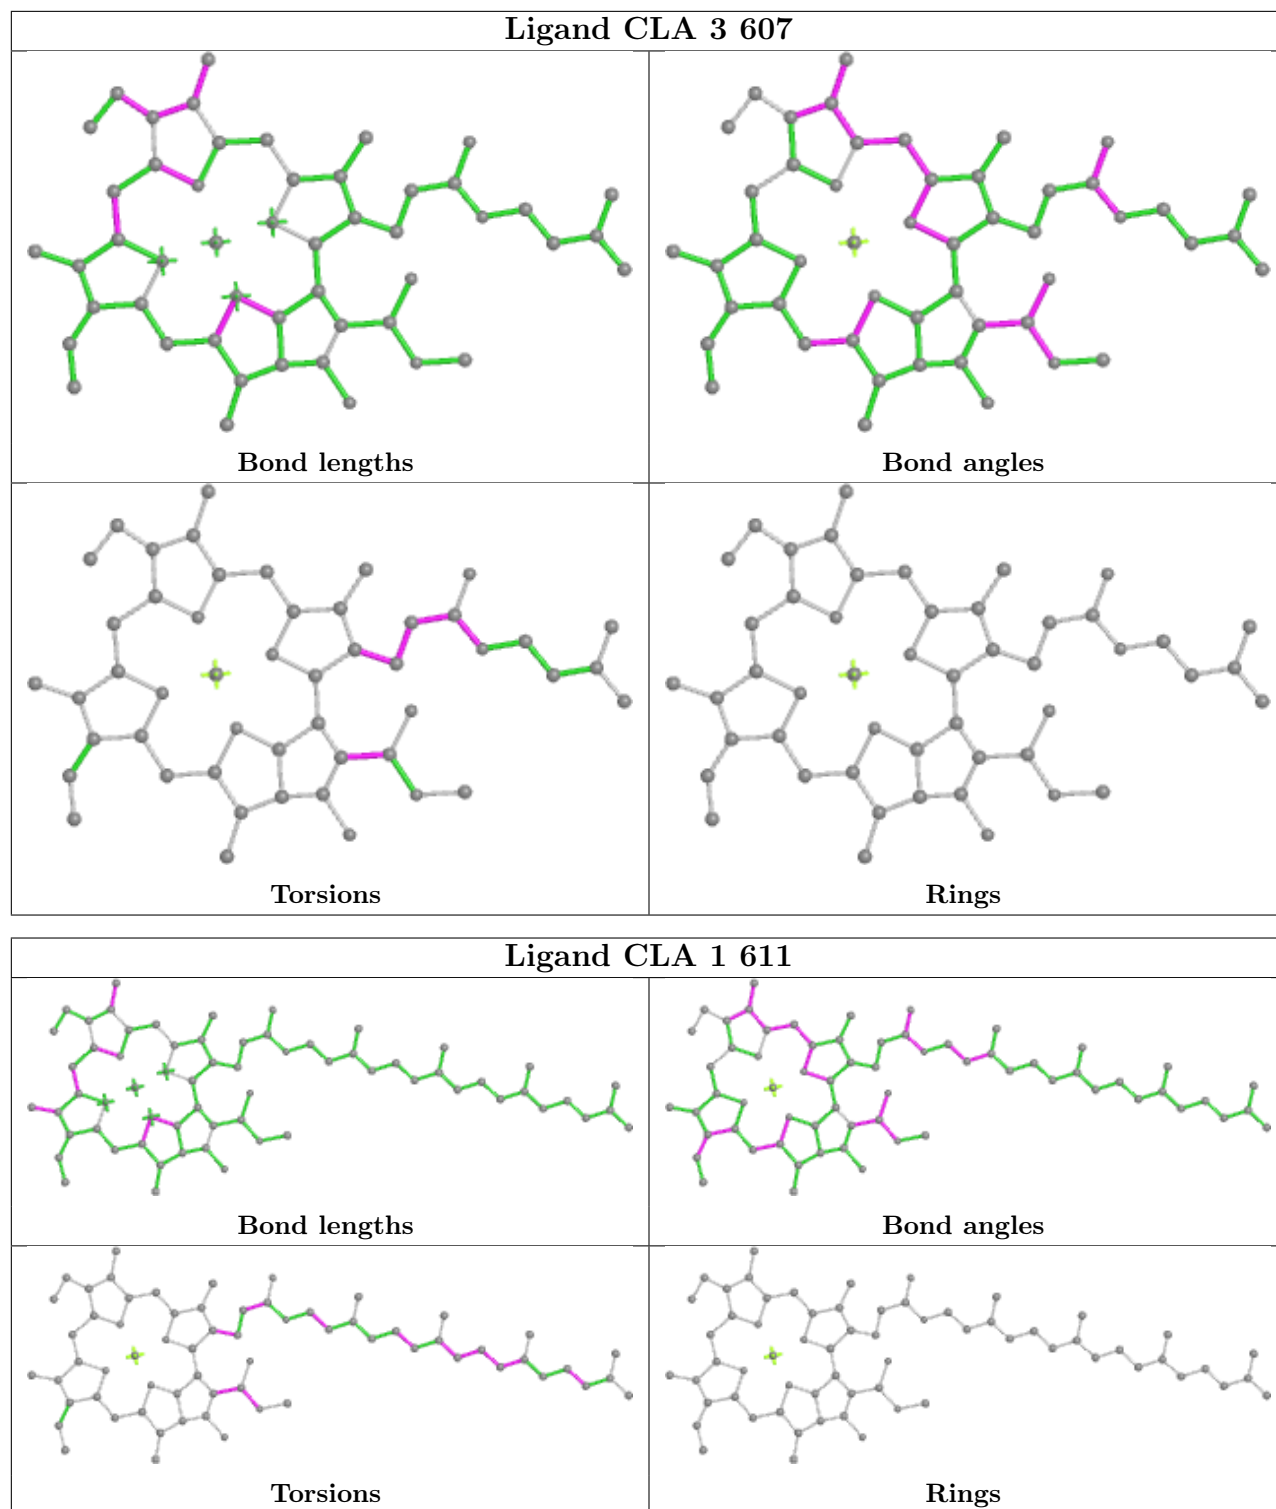 Ligand CLA 3 607
Bond lengths
Bond angles
Torsions
Rings
Ligand CLA 1 611
Bond lengths
Bond angles
Torsions
Rings